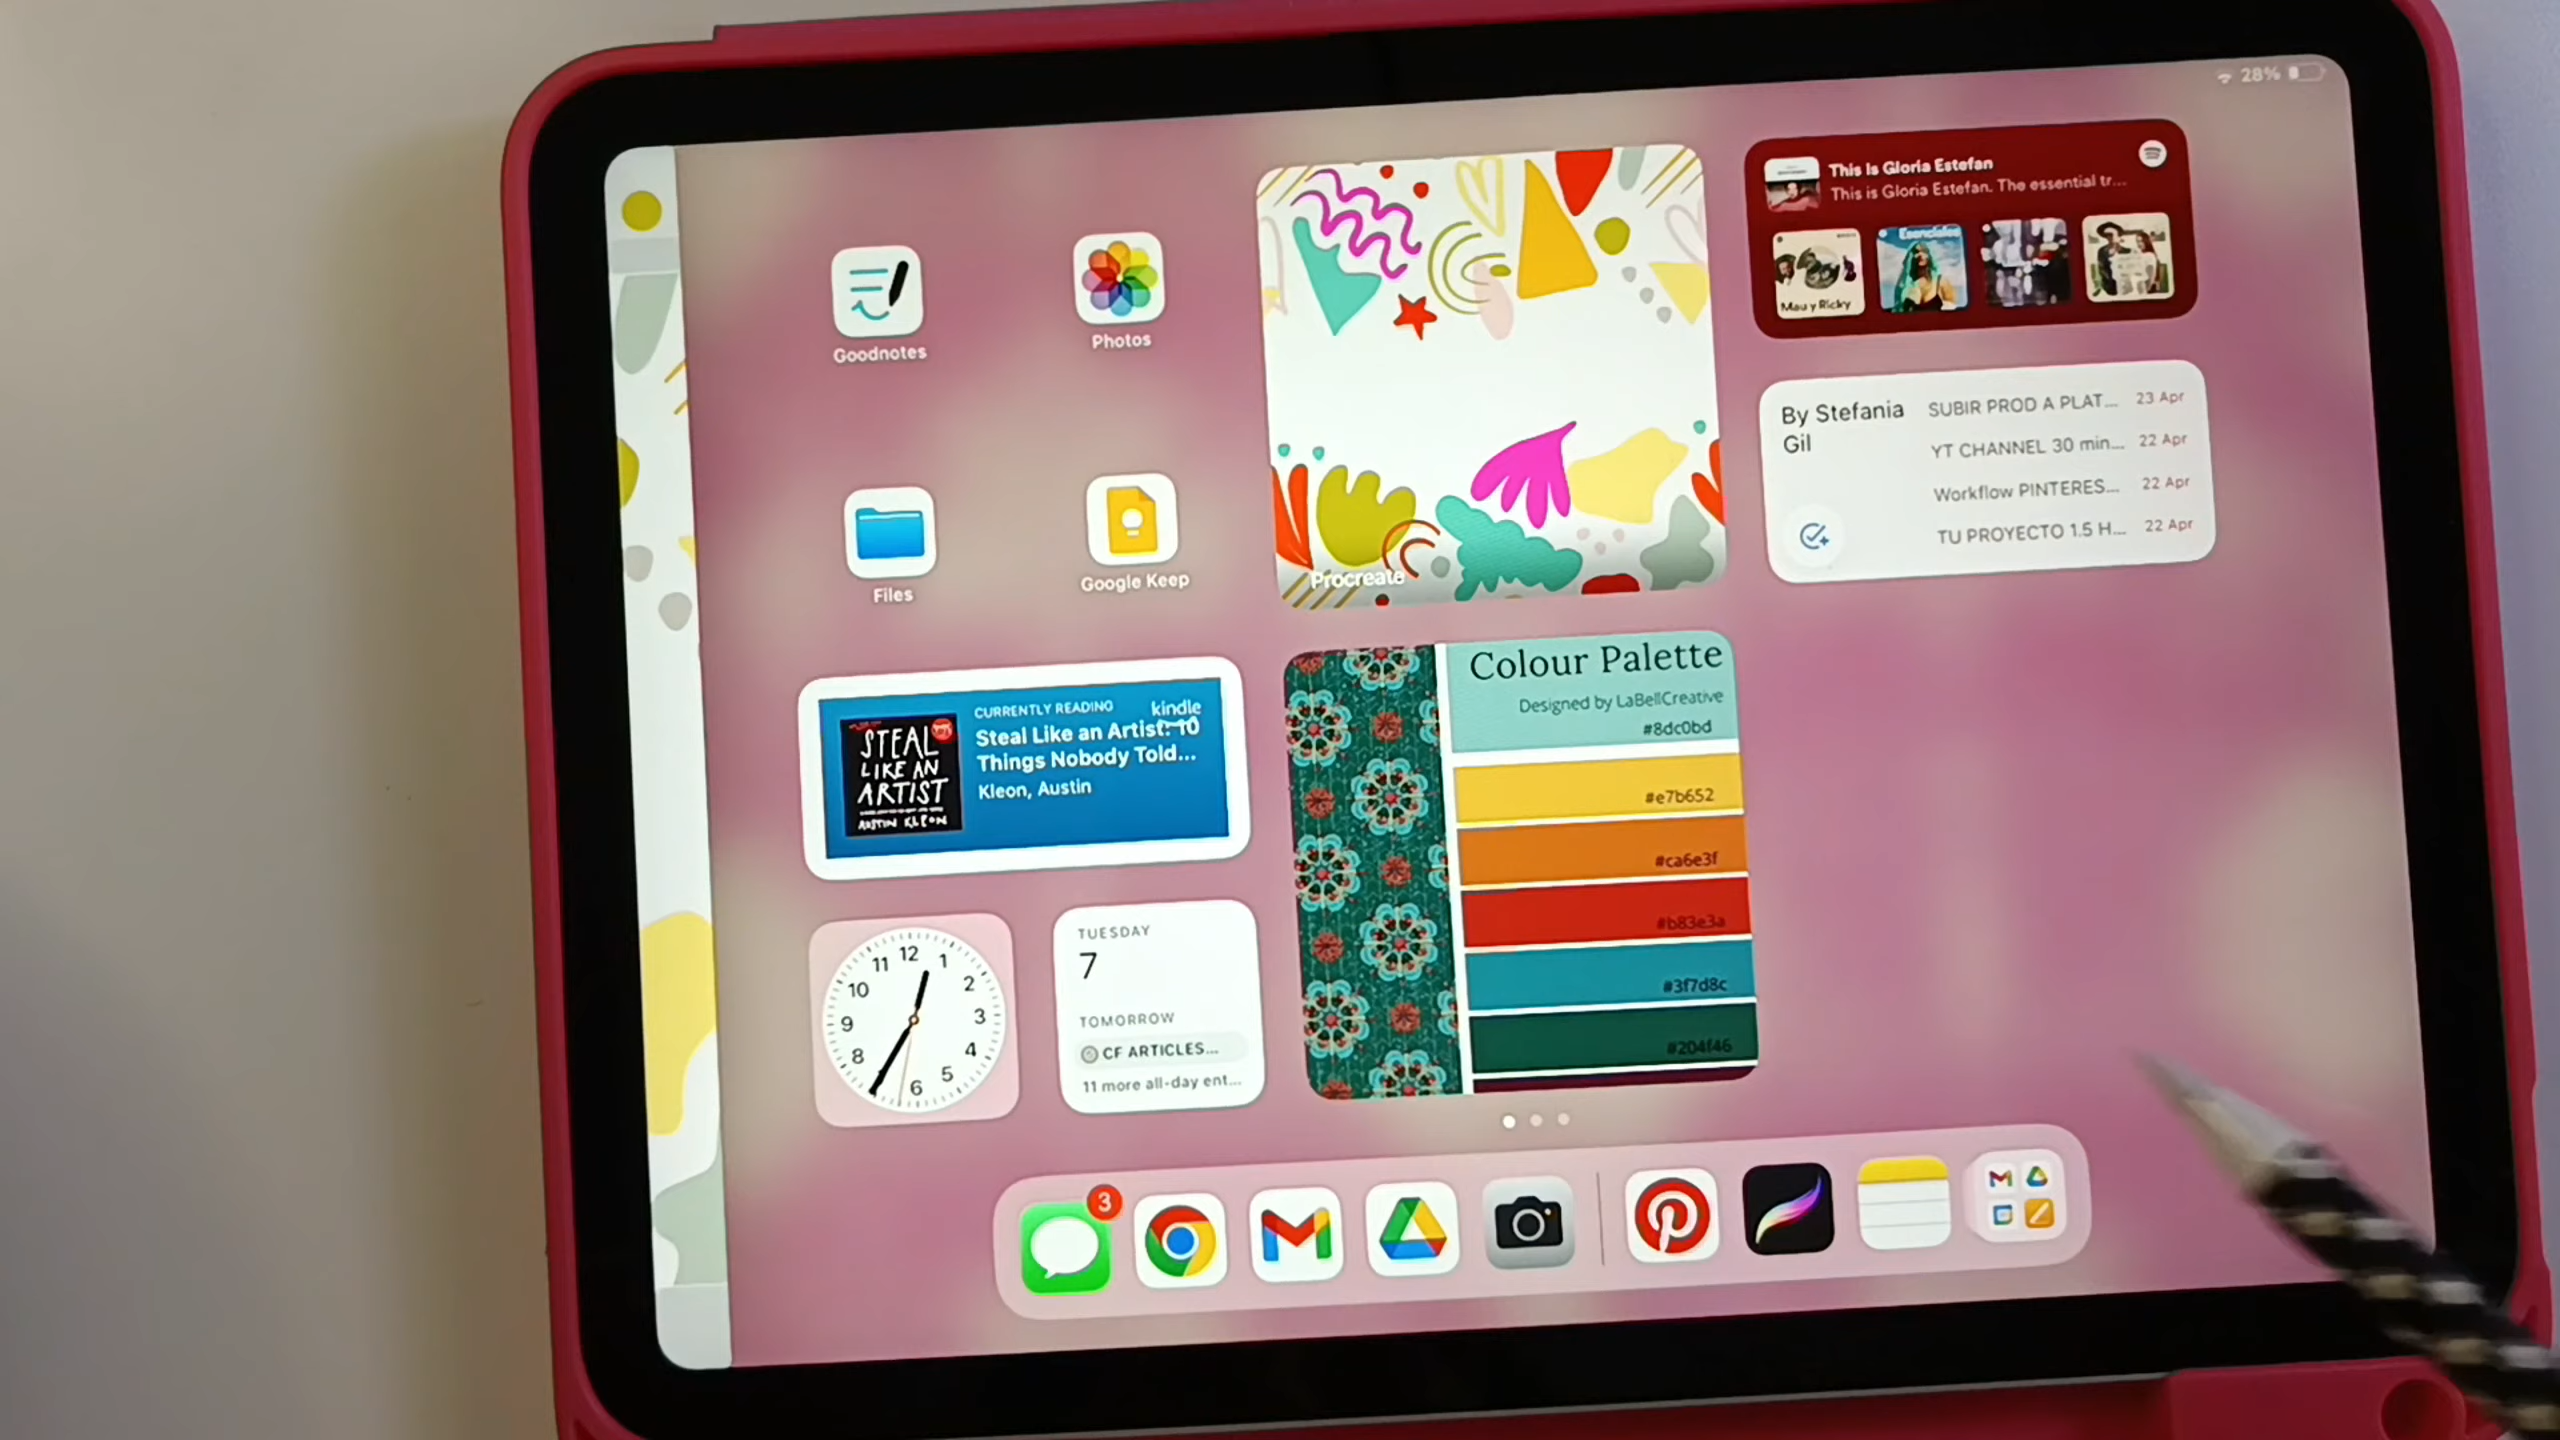 28%
Goodnotes
Photos
Files
Google Keep
Procreate
This Is Gloria Estefan
This is Gloria Estefan. The essential tr...
Mau y Ricky
Esenciales
By Stefania
Gil
SUBIR PROD A PLAT... 23 Apr
YT CHANNEL 30 min... 22 Apr
Workflow PINTERES... 22 Apr
TU PROYECTO 1.5 H... 22 Apr
CURRENTLY READING kindle
Steal Like an Artist: 10
Things Nobody Told...
Kleon, Austin
STEAL
LIKE AN
ARTIST
AUSTIN KLEON
Colour Palette
Designed by LaBellCreative
#8dc0bd
#e7b652
#ca6e3f
#b83e3a
#3f7d8c
#204f46
12
1
2
3
4
5
6
8
9
10
11
TUESDAY
7
TOMORROW
CF ARTICLES...
11 more all-day ent...
3